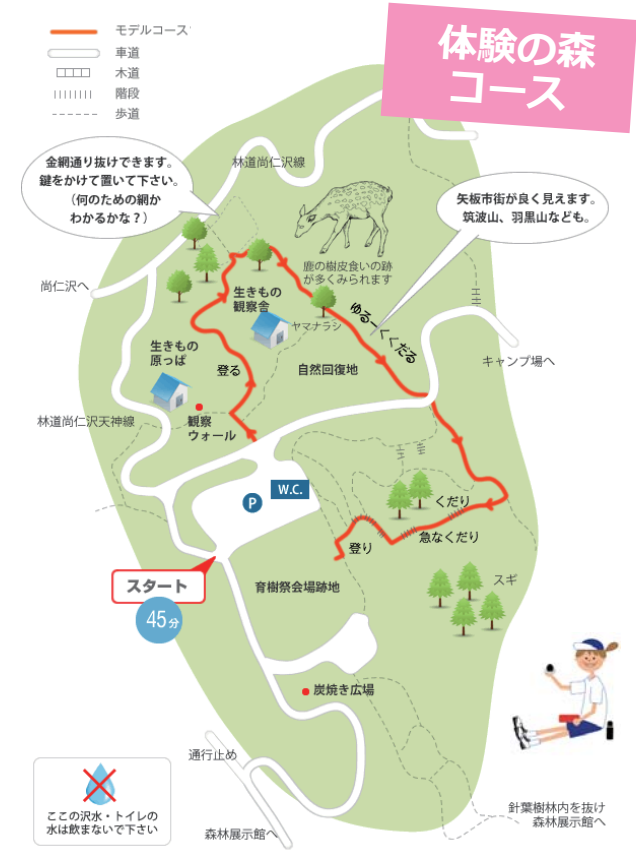 モデルコース
車道
木道
階段
歩道
体験の森
コース
金網通り抜けできます。
鍵をかけて置いて下さい。
（何のための網か
わかるかな？）
林道尚仁沢線
矢板市街が良く見えます。
筑波山、羽黒山なども。
鹿の樹皮食いの跡
が多くみられます
尚仁沢へ
生きもの
観察舎
ヤマナラシ
ゆるーくくだる
生きもの
原っぱ
登る
自然回復地
キャンプ場へ
林道尚仁沢天神線
観察
ウォール
W.C.
P
くだり
急なくだり
登り
スタート
45分
育樹祭会場跡地
スギ
炭焼き広場
通行止め
ここの沢水・トイレの
水は飲まないで下さい
森林展示館へ
針葉樹林内を抜け
森林展示館へ